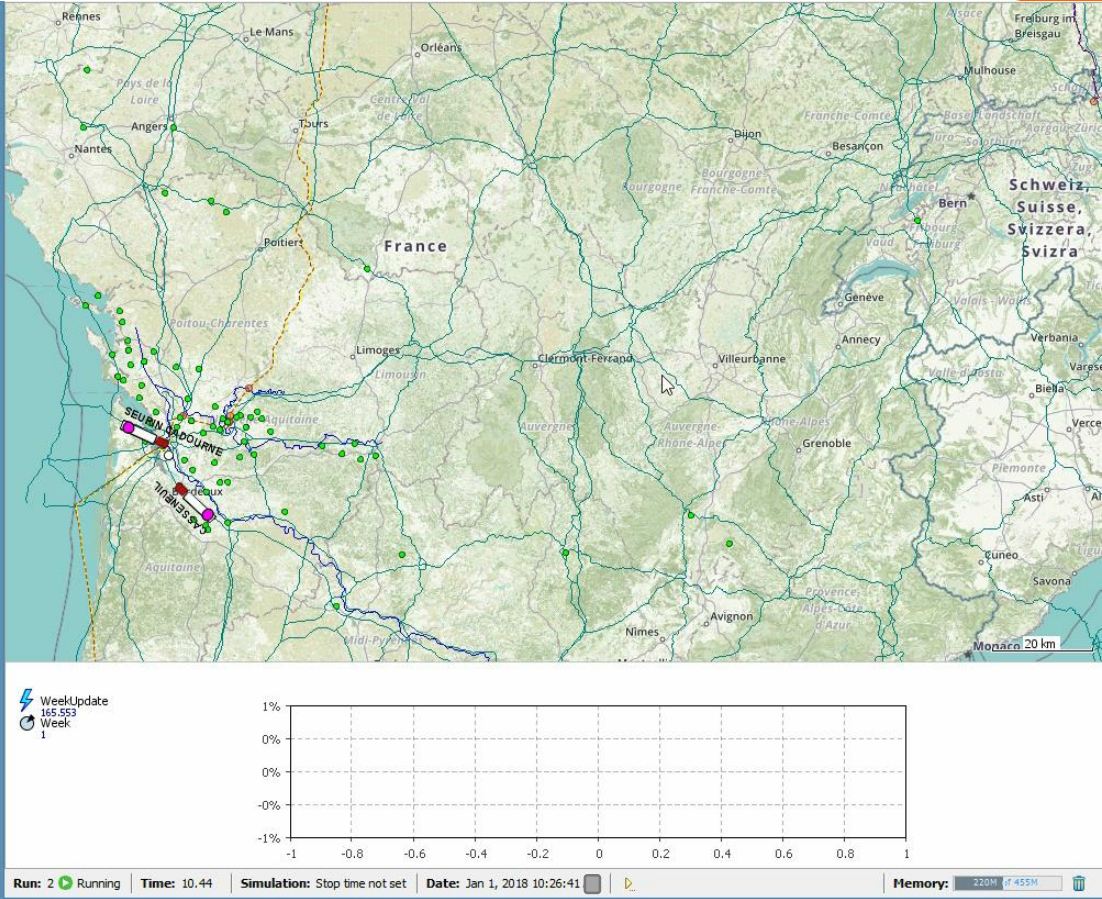 Rennes
Le·Mans
Orléans
Alsace
Freiburg im
Breisgau
Mulhouse
Pays de la
Loire
Centre-Val
de Loire
Angers
Tours
Nantes
Dijon
Besançon
Franche-Comté
Basel-Landschaft
Bourgogne-
Franche-Comté
Bourgogne
Neuchâtel
Bern
Schweiz,
Suisse,
Svizzera,
Svizra
Fribourg
Freiburg
Vaud
Poitiers
France
Genève
Valais - Wallis
Poitou-Charentes
Limoges
Limousin
Clermont-Ferrand
Villeurbanne
Annecy
Verbania
Varese
Valle d'Aosta
Biella
SEURIN CADOURNE
Aquitaine
Auvergne
Auvergne-
Rhône-Alpes
Rhône-Alpes
Grenoble
Piemonte
Asti
Bordeaux
CASSENEUIL
Aquitaine
Cuneo
Savona
Midi-Pyrénées
Nîmes
Avignon
Provence-
Alpes-Côte
d'Azur
Monaco
20 km
WeekUpdate
165.553
Week
1
1%
0%
0%
-0%
-1%
-1 -0.8 -0.6 -0.4 -0.2 0 0.2 0.4 0.6 0.8 1
Run: 2 Running Time: 10.44 Simulation: Stop time not set Date: Jan 1, 2018 10:26:41 Memory: 220M of 455M